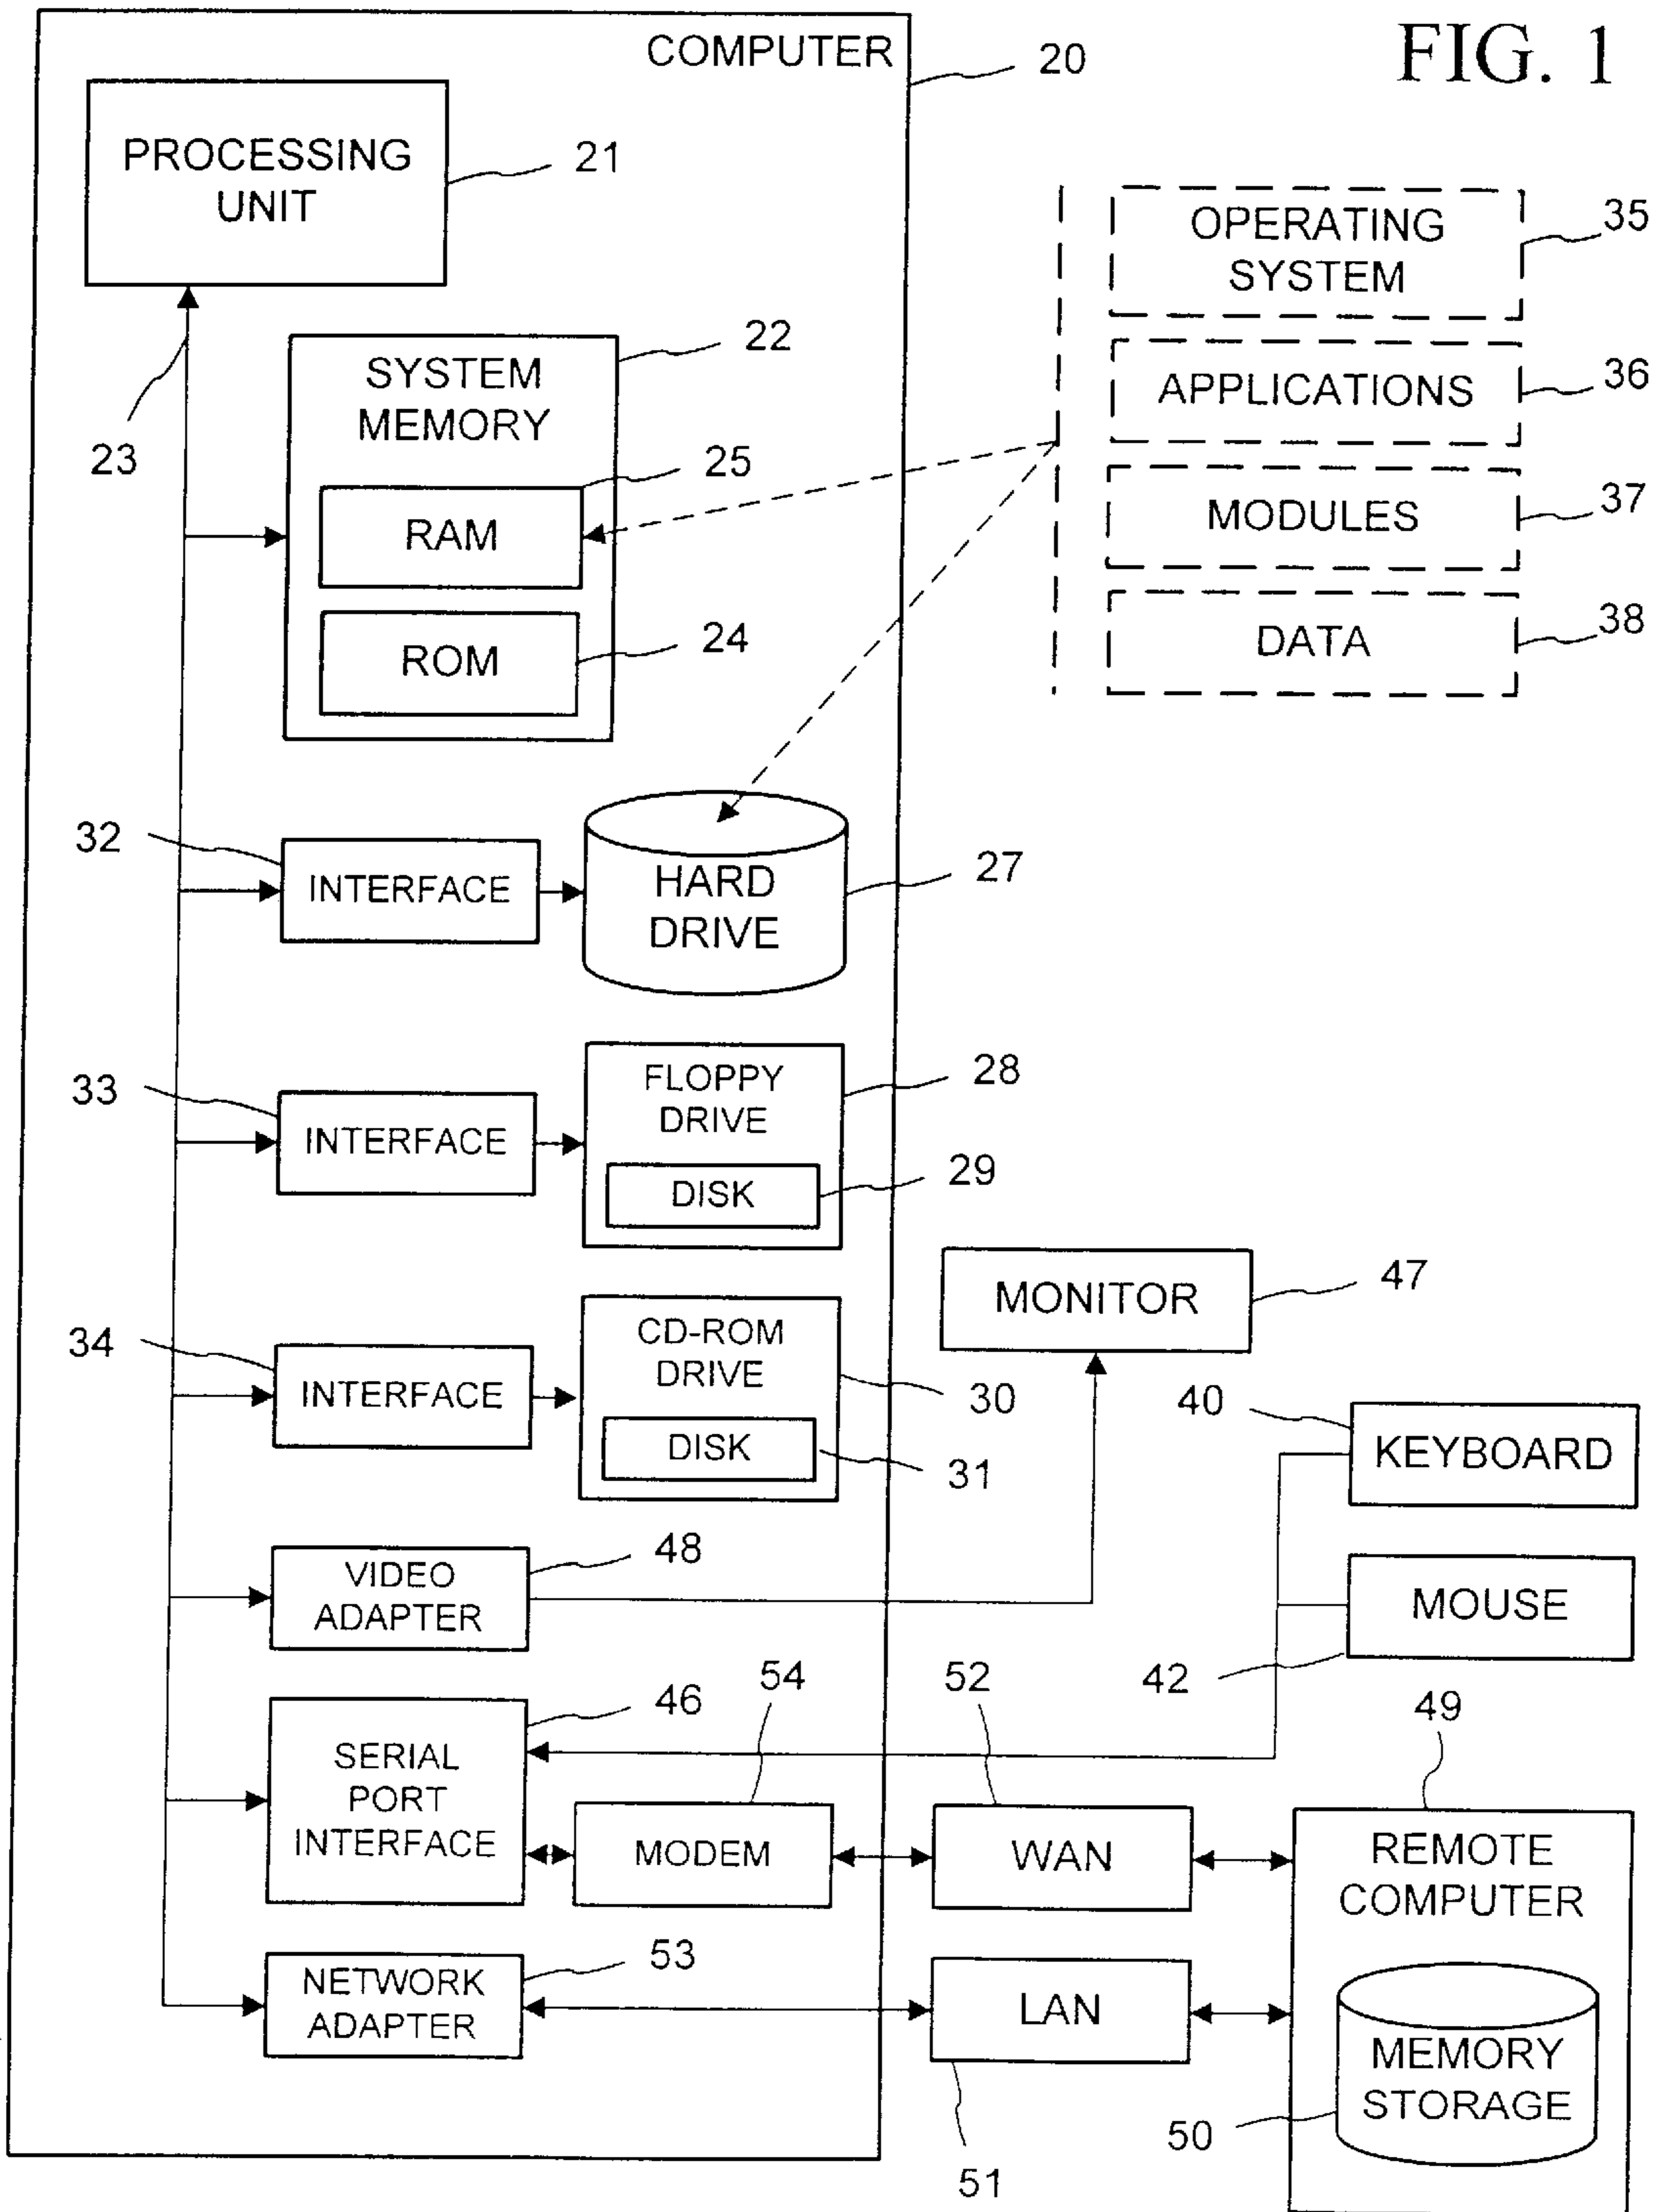 FIG. 1
COMPUTER
20
PROCESSING
UNIT
21
23
SYSTEM
MEMORY
22
RAM
25
ROM
24
OPERATING
SYSTEM
35
APPLICATIONS
36
MODULES
37
DATA
38
32
INTERFACE
HARD
DRIVE
27
33
INTERFACE
FLOPPY
DRIVE
28
DISK
29
34
INTERFACE
CD-ROM
DRIVE
30
DISK
31
MONITOR
47
40
KEYBOARD
MOUSE
42
VIDEO
ADAPTER
48
SERIAL
PORT
INTERFACE
46
MODEM
54
WAN
52
49
REMOTE
COMPUTER
MEMORY
STORAGE
50
NETWORK
ADAPTER
53
LAN
51